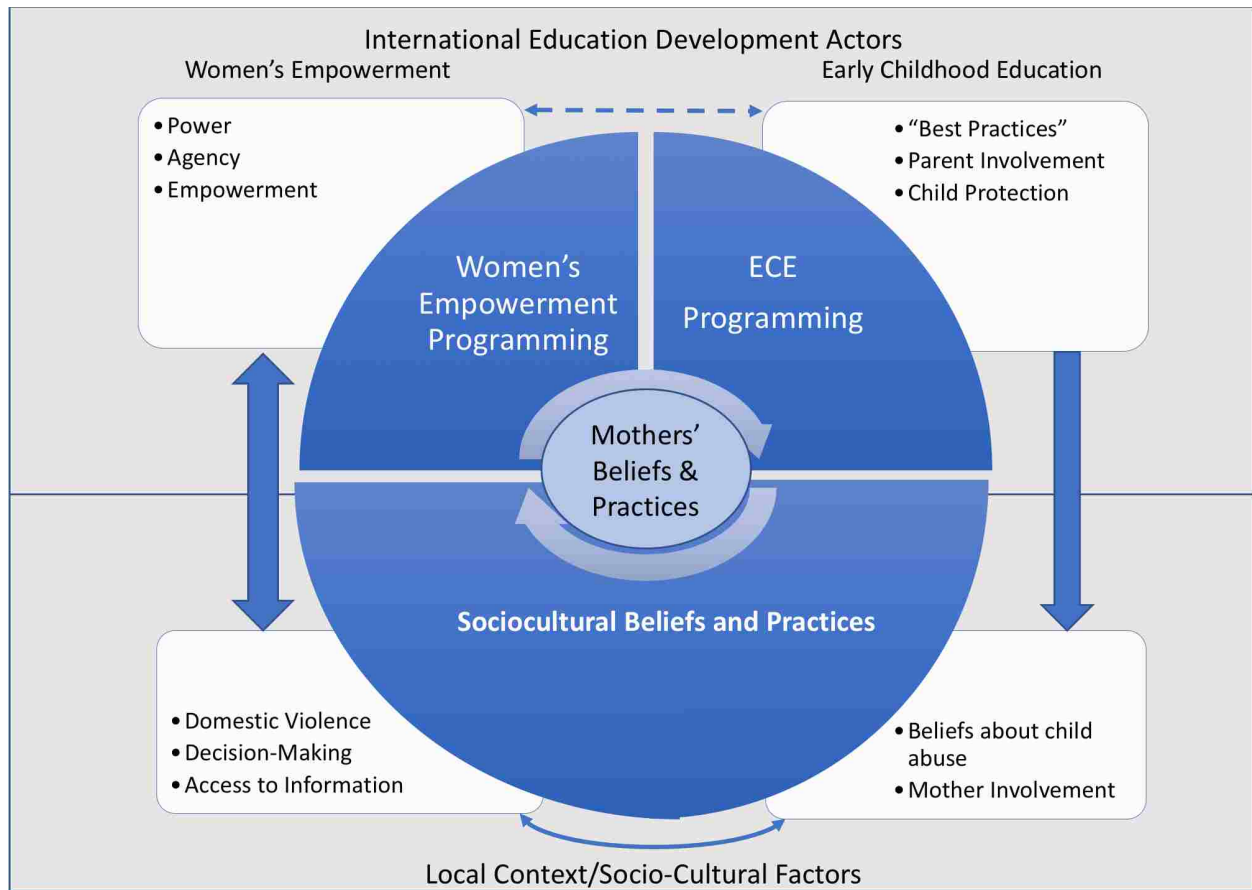 International Education Development Actors
Women’s Empowerment
Early Childhood Education
• Power
• Agency
• Empowerment
• “Best Practices”
• Parent Involvement
• Child Protection
Women’s
Empowerment
Programming
ECE
Programming
Mothers’
Beliefs &
Practices
Sociocultural Beliefs and Practices
• Domestic Violence
• Decision-Making
• Access to Information
• Beliefs about child
abuse
• Mother Involvement
Local Context/Socio-Cultural Factors